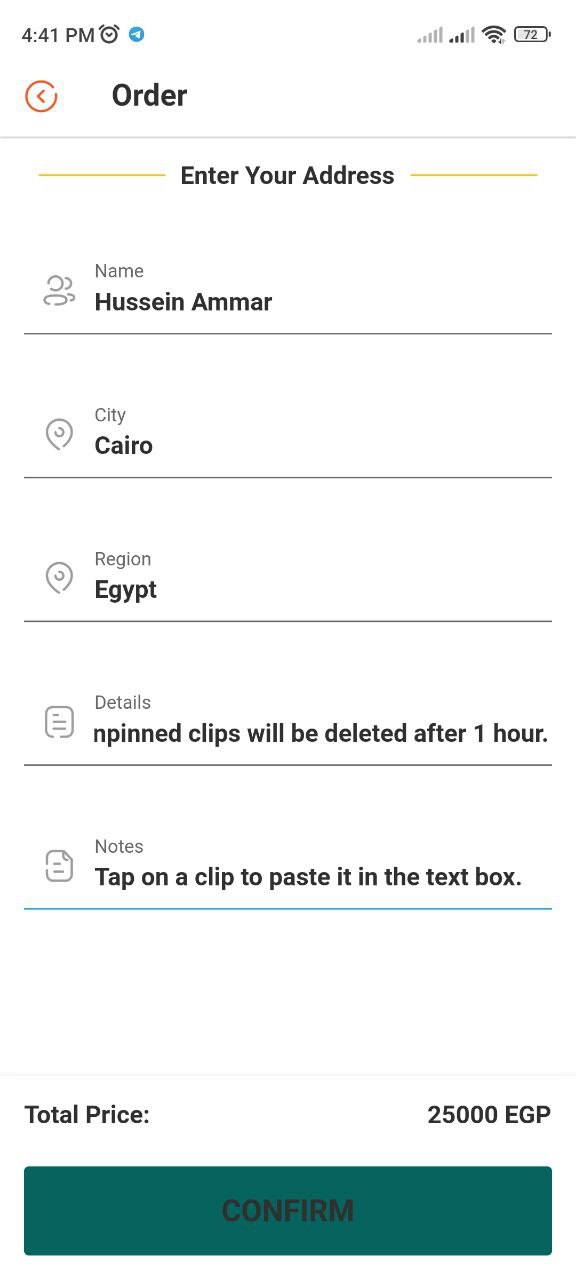 4:41 PM
72
Order
Enter Your Address
Name
Hussein Ammar
City
Cairo
Region
Egypt
Details
npinned clips will be deleted after 1 hour.
Notes
Tap on a clip to paste it in the text box.
Total Price: 25000 EGP
CONFIRM